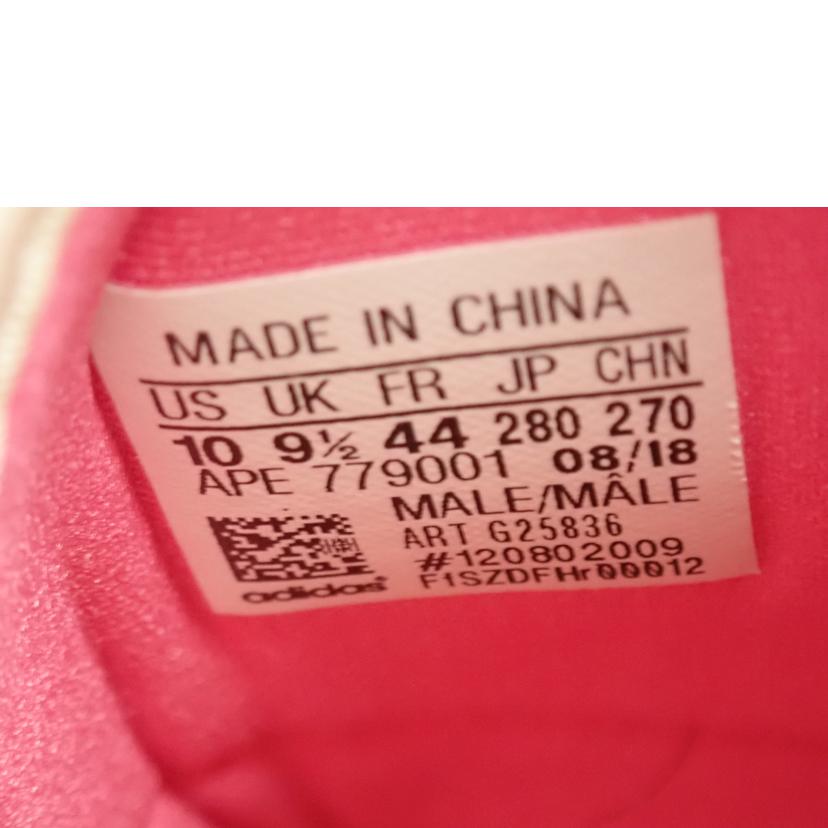 MADE IN CHINA
US UK FR JP CHN
10 9½ 44 280 270
APE 779001 08/18
MALE/MÂLE
ART G25836
#120802009
F1SZDFHr00012
adidas